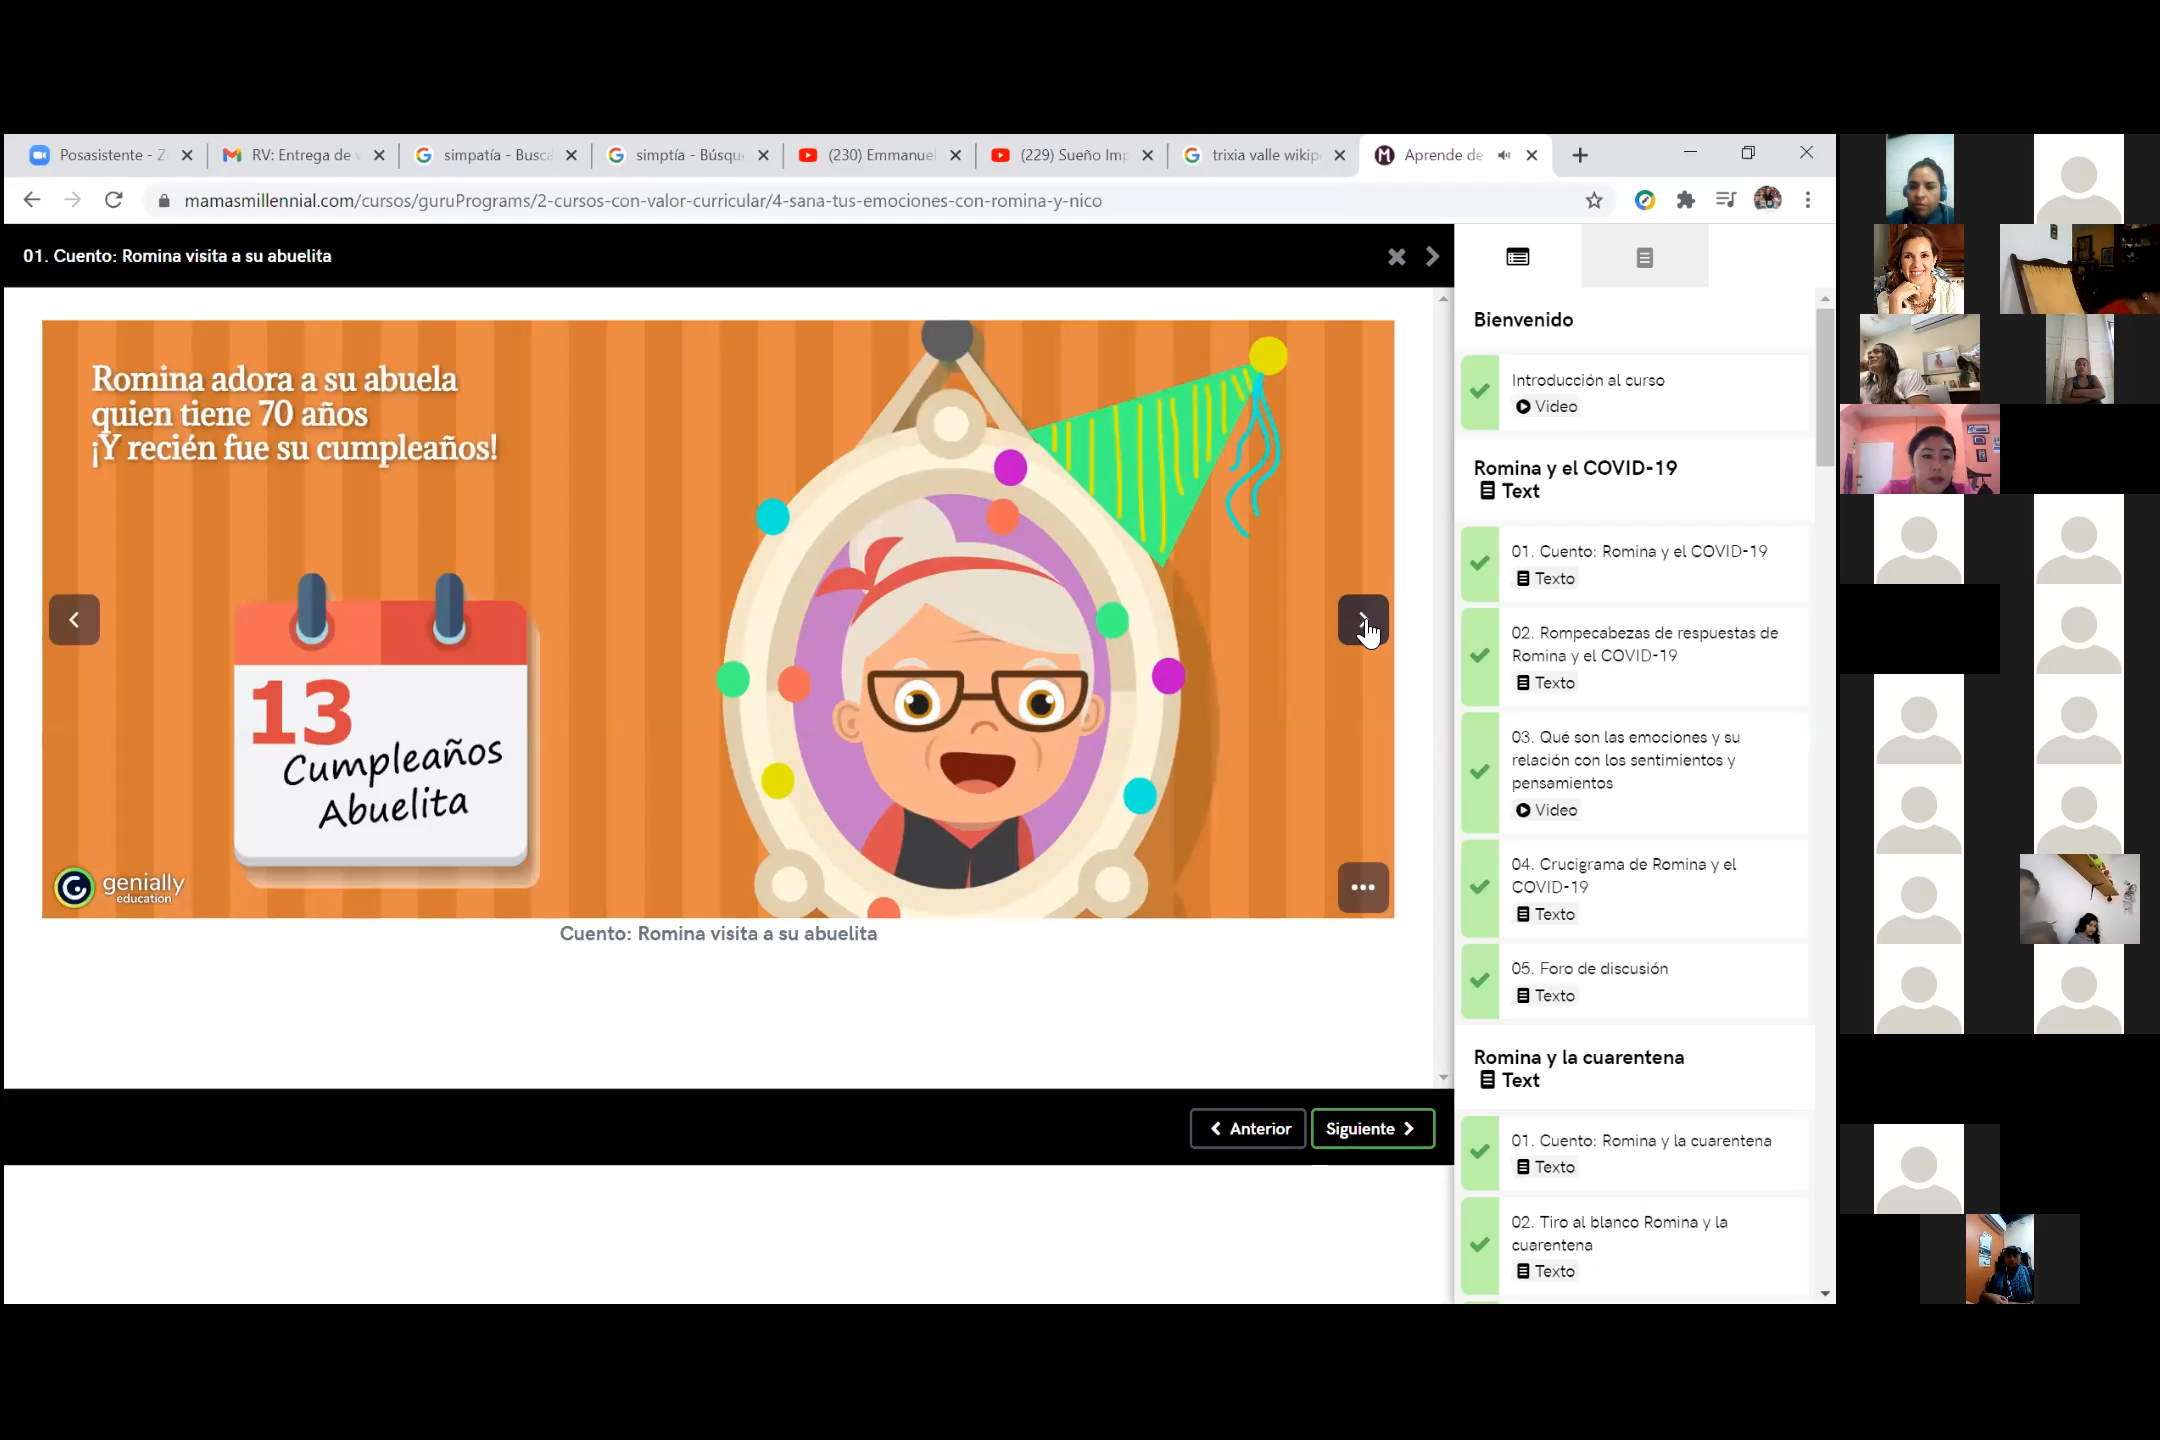 Posasistente - Z
RV: Entrega de v
simpatía - Busca
simptía - Búsqu
(230) Emmanuel
(229) Sueño Imp
trixia valle wikip
Aprende de
mamasmillennial.com/cursos/guruPrograms/2-cursos-con-valor-curricular/4-sana-tus-emociones-con-romina-y-nico
01. Cuento: Romina visita a su abuelita
Romina adora a su abuela
quien tiene 70 años
¡Y recién fue su cumpleaños!
13
Cumpleaños
Abuelita
genially
education
Cuento: Romina visita a su abuelita
Anterior
Siguiente
Bienvenido
Introducción al curso
Video
Romina y el COVID-19
Text
01. Cuento: Romina y el COVID-19
Texto
02. Rompecabezas de respuestas de
Romina y el COVID-19
Texto
03. Qué son las emociones y su
relación con los sentimientos y
pensamientos
Video
04. Crucigrama de Romina y el
COVID-19
Texto
05. Foro de discusión
Texto
Romina y la cuarentena
Text
01. Cuento: Romina y la cuarentena
Texto
02. Tiro al blanco Romina y la
cuarentena
Texto